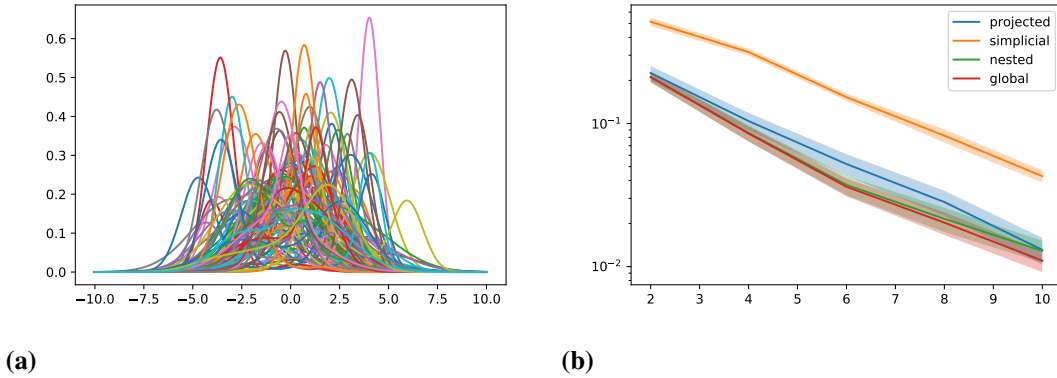 0.6
0.5
0.4
0.3
0.2
0.1
0.0
−10.0 −7.5 −5.0 −2.5 0.0 2.5 5.0 7.5 10.0
(a)
projected
simplicial
nested
global
10⁻¹
10⁻²
2 3 4 5 6 7 8 9 10
(b)